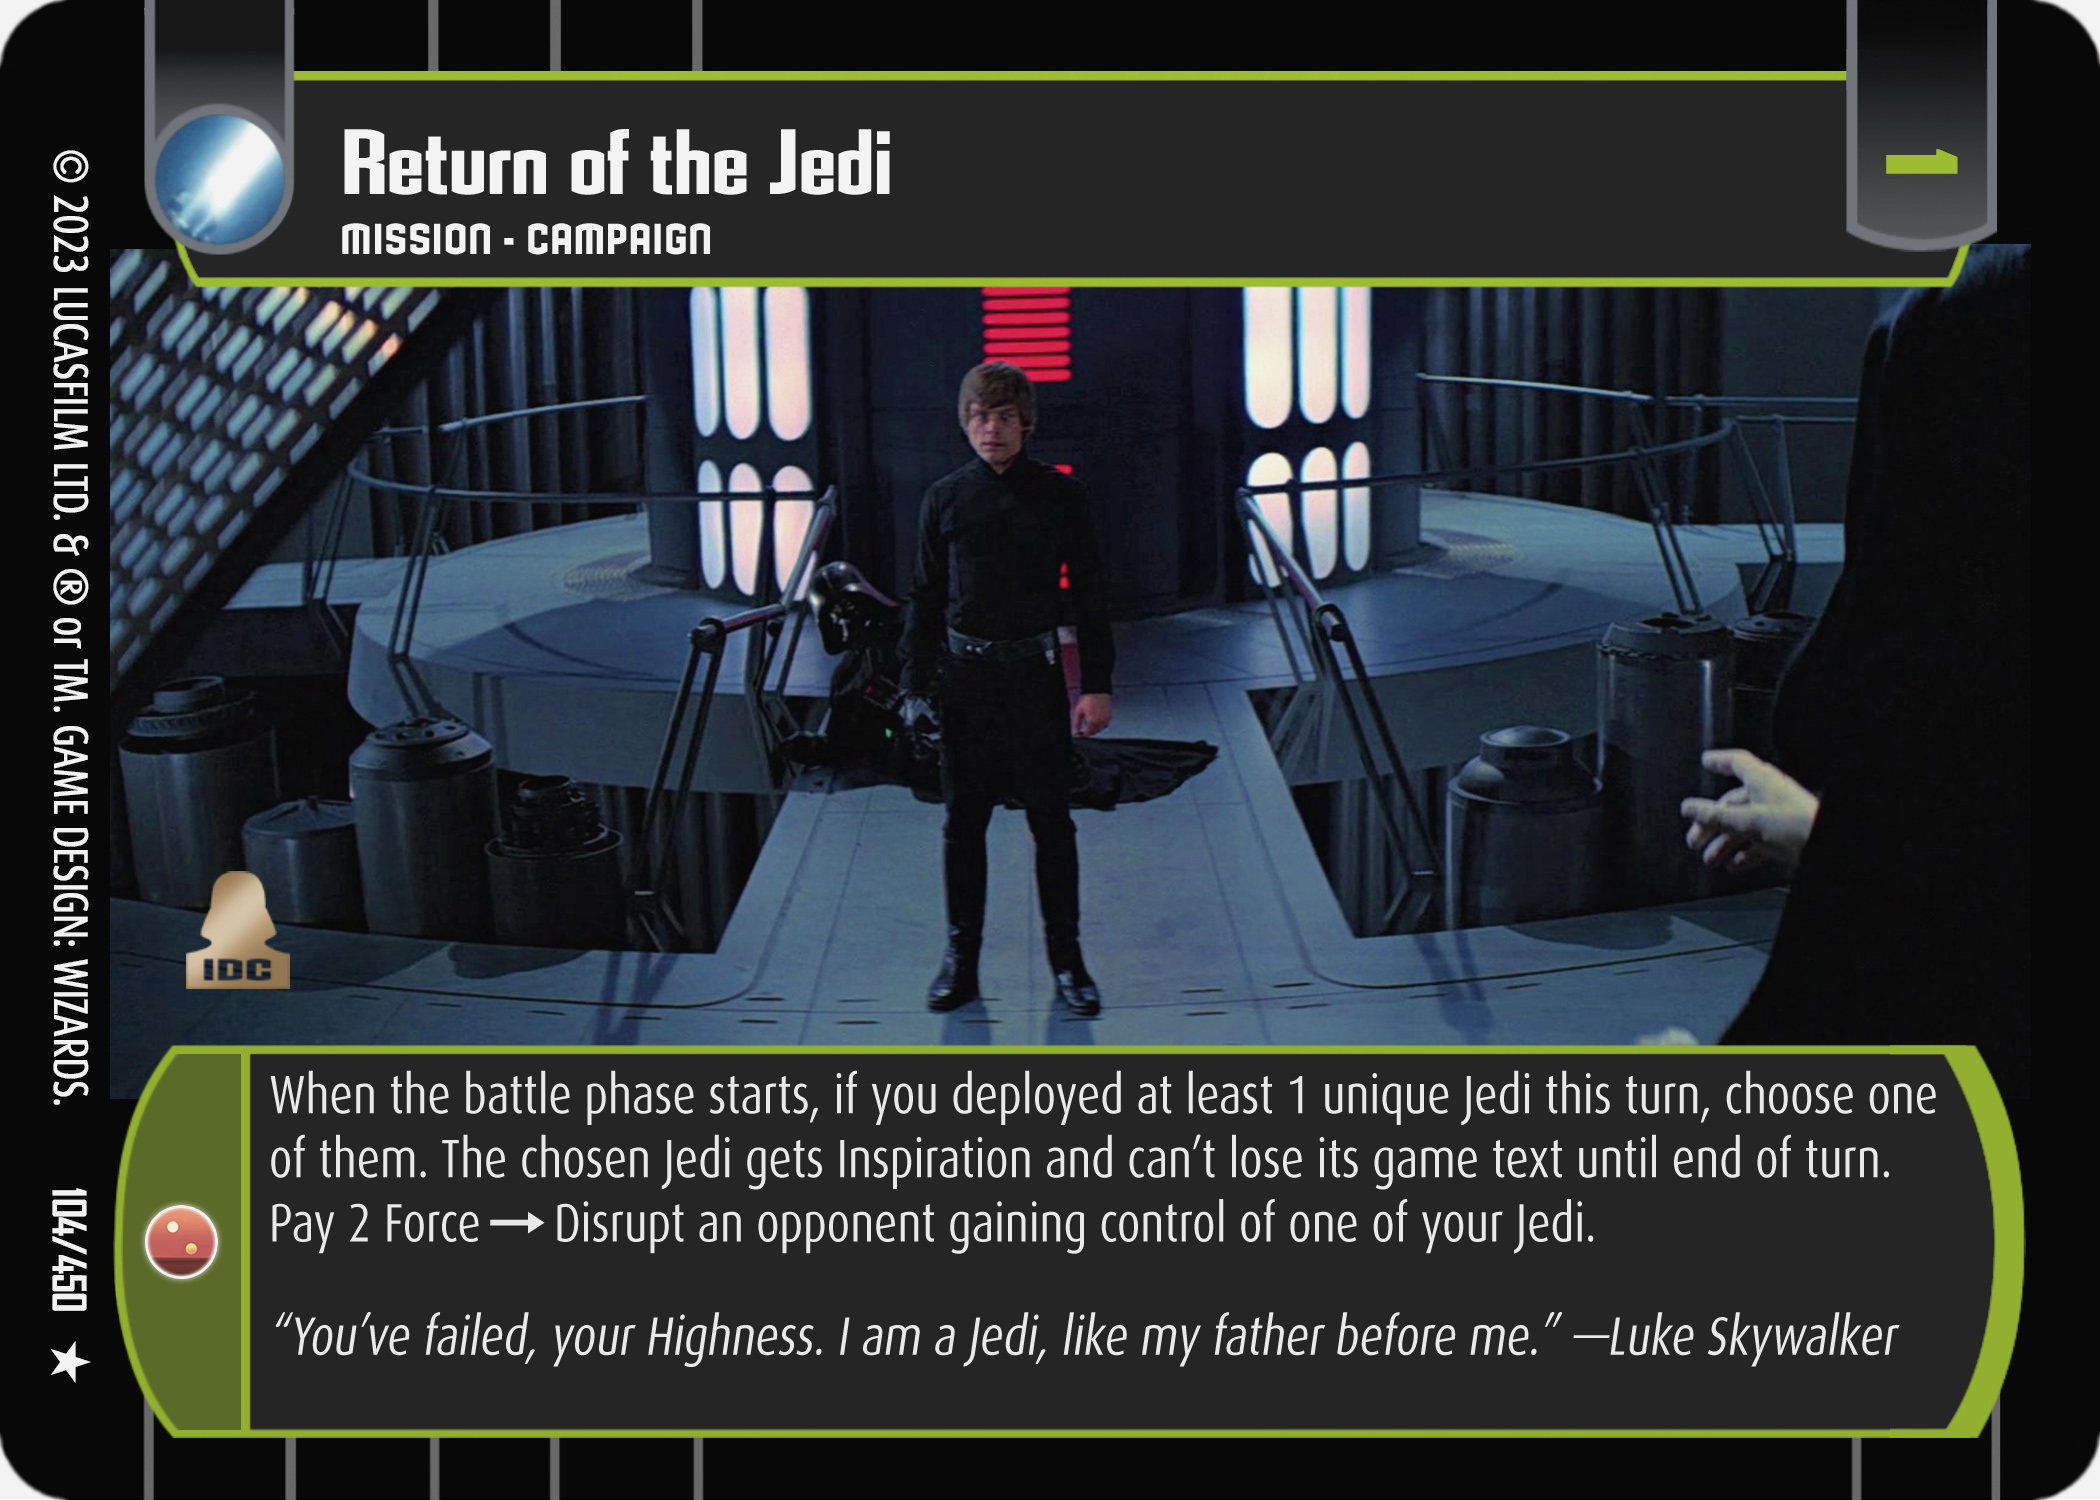 Return of the Jedi
MISSION - CAMPAIGN
1
IDC
When the battle phase starts, if you deployed at least 1 unique Jedi this turn, choose one
of them. The chosen Jedi gets Inspiration and can’t lose its game text until end of turn.
Pay 2 Force → Disrupt an opponent gaining control of one of your Jedi.
“You’ve failed, your Highness. I am a Jedi, like my father before me.” —Luke Skywalker
© 2023 LUCASFILM LTD. & ® or TM. GAME DESIGN: WIZARDS. 104/450 ★